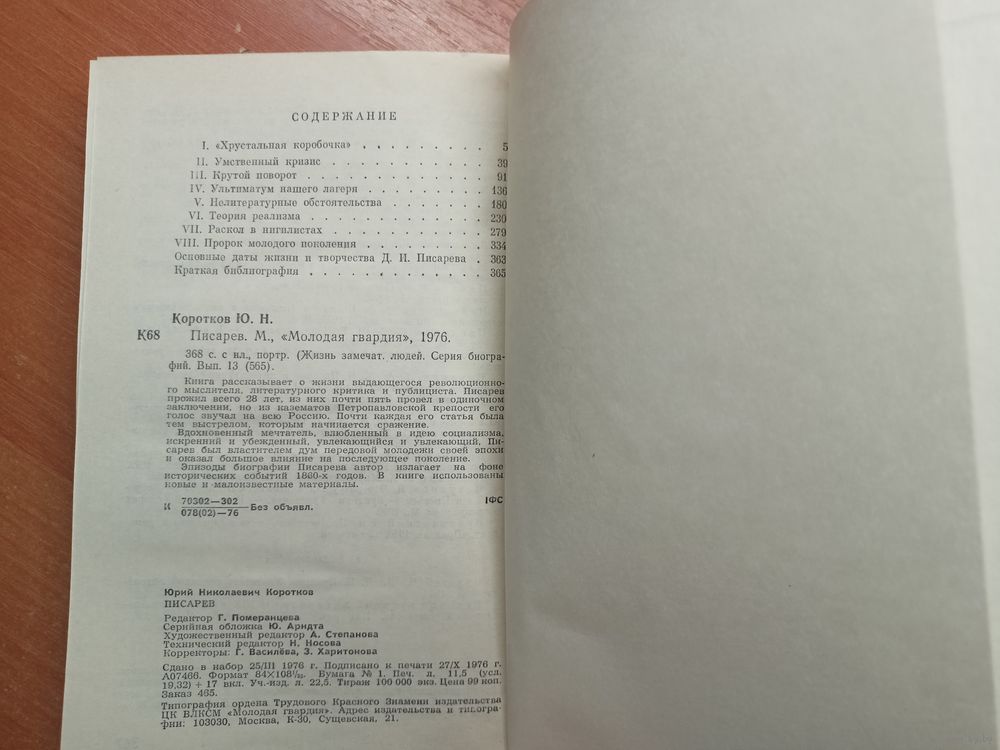 СОДЕРЖАНИЕ
I. «Хрустальная коробочка» . . . . . . . . . 5
II. Умственный кризис . . . . . . . . . . . 39
III. Крутой поворот . . . . . . . . . . . . 91
IV. Ультиматум нашего лагеря . . . . . . . . 136
V. Нелитературные обстоятельства . . . . . . . 180
VI. Теория реализма . . . . . . . . . . . . 230
VII. Раскол в нигилистах . . . . . . . . . . 279
VIII. Пророк молодого поколения . . . . . . . . 334
Основные даты жизни и творчества Д. И. Писарева . 363
Краткая библиография . . . . . . . . . . . . 365
Коротков Ю. Н.
К68 Писарев. М., «Молодая гвардия», 1976.
368 с. с ил., портр. (Жизнь замечат. людей. Серия биогра-
фий. Вып. 13 (565).
Книга рассказывает о жизни выдающегося революционно-
го мыслителя, литературного критика и публициста. Писарев
прожил всего 28 лет, из них почти пять провел в одиночном
заключении, но из казематов Петропавловской крепости его
голос звучал на всю Россию. Почти каждая его статья была
тем выстрелом, которым начинается сражение.
Вдохновенный мечтатель, влюбленный в идею социализма,
искренний и убежденный, увлекающийся и увлекающий, Пи-
сарев был властителем дум передовой молодежи своей эпохи
и оказал большое влияние на последующее поколение.
Эпизоды биографии Писарева автор излагает на фоне
исторических событий 1860-х годов. В книге использованы
новые и малоизвестные материалы.
К 70302—302 1ФС
078(02)—76 Без объявл.
Юрий Николаевич Коротков
ПИСАРЕВ
Редактор Г. Померанцева
Серийная обложка Ю. Арндта
Художественный редактор А. Степанова
Технический редактор Н. Носова
Корректоры: Г. Василёва, З. Харитонова
Сдано в набор 25/III 1976 г. Подписано к печати 27/X 1976 г.
А07466. Формат 84×108¹/₃₂. Бумага № 1. Печ. л. 11,5 (усл.
19,32) + 17 вкл. Уч.-изд. л. 22,5. Тираж 100 000 экз. Цена 99 коп.
Заказ 465.
Типография ордена Трудового Красного Знамени издательства
ЦК ВЛКСМ «Молодая гвардия». Адрес издательства и типогра-
фии: 103030, Москва, К-30, Сущевская, 21.